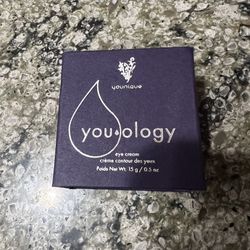 younique
you•ology
eye cream
crème contour des yeux
Poids Net Wt. 15 g / 0.5 oz